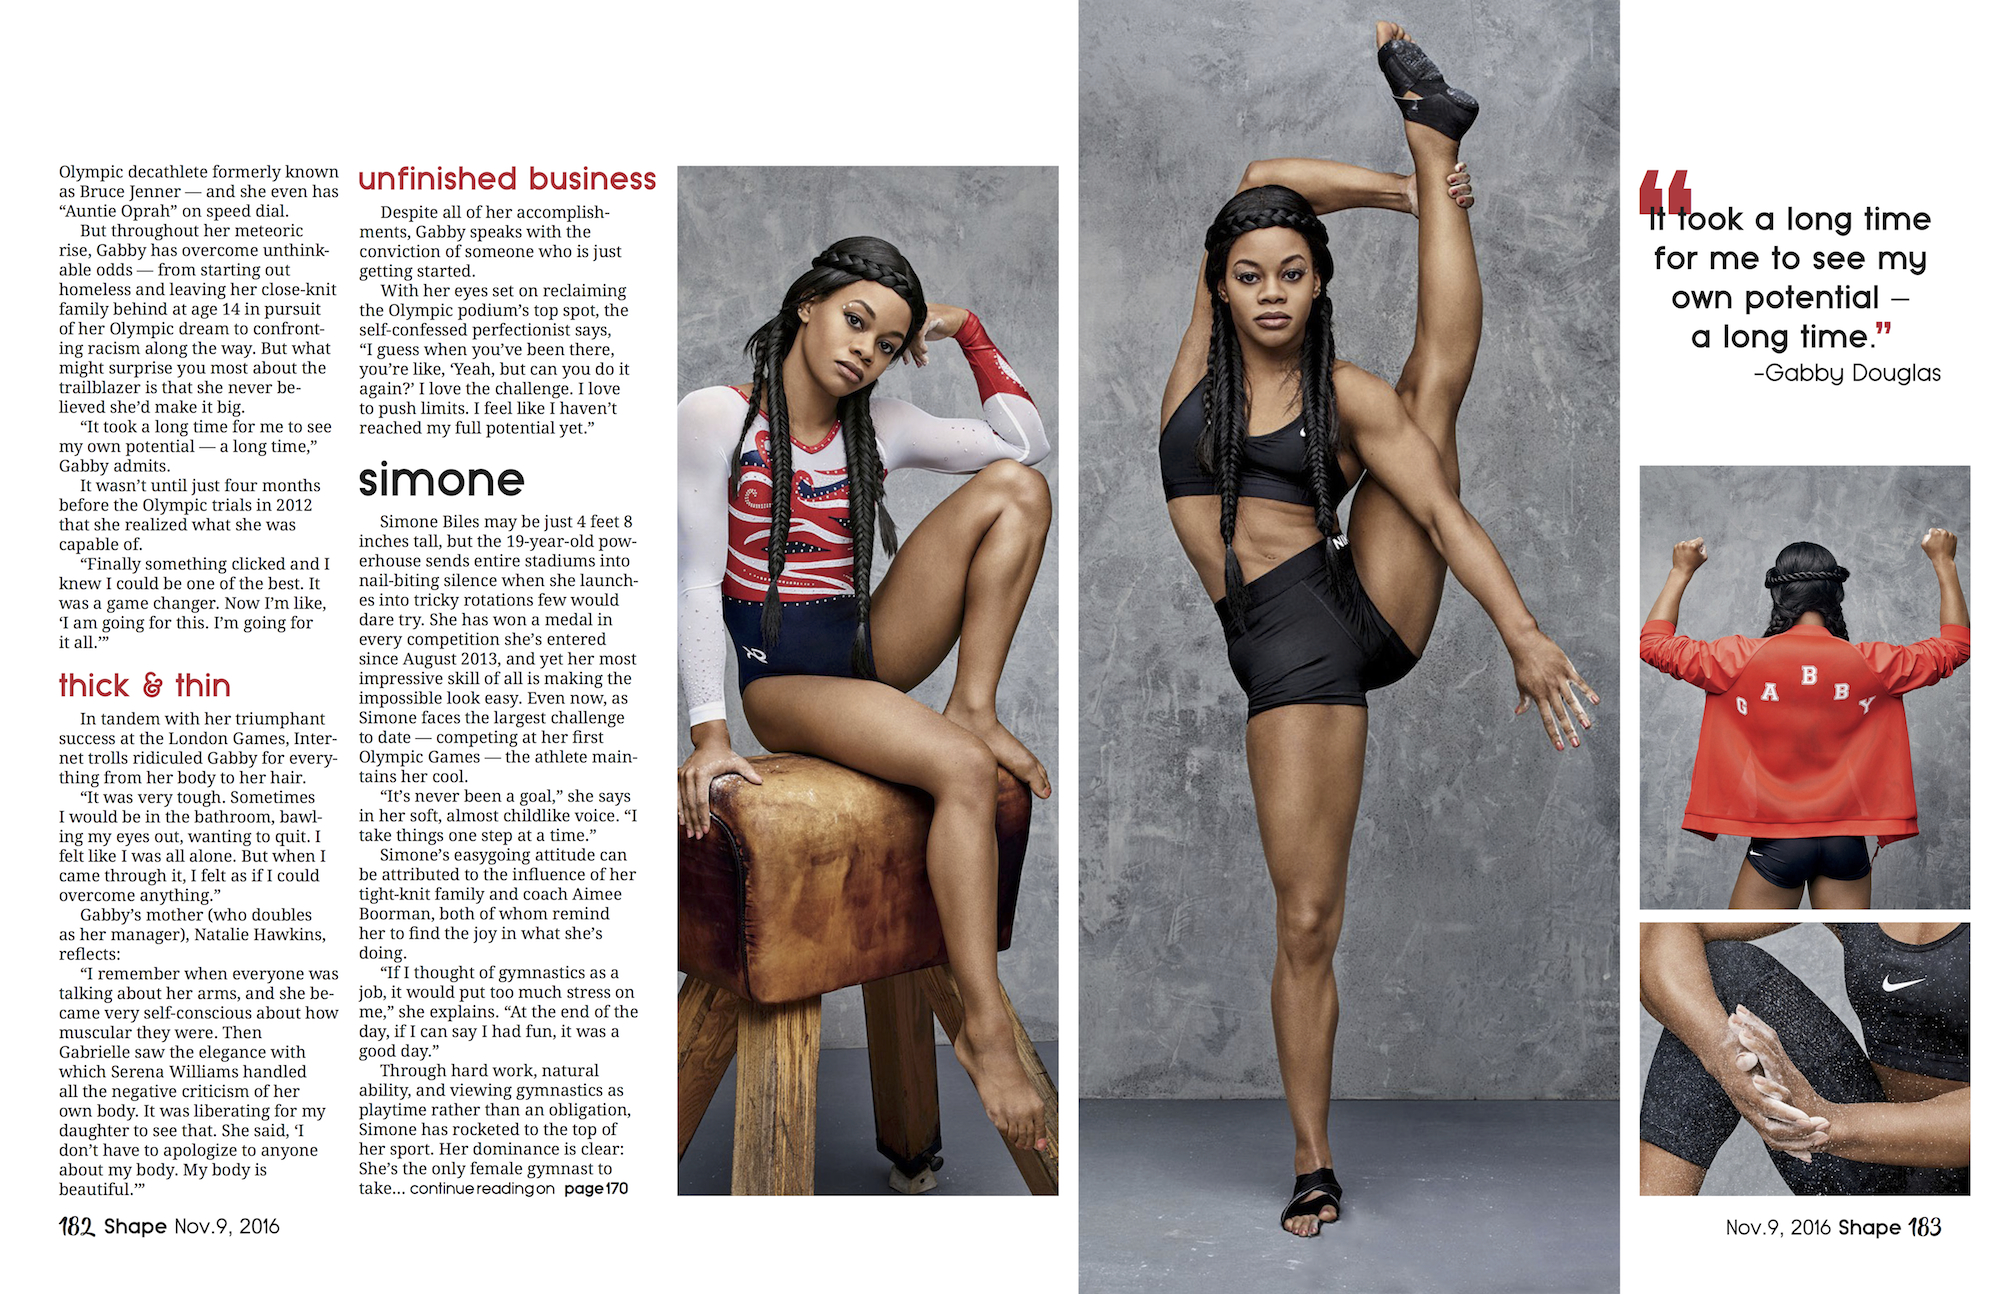 Olympic decathlete formerly known
as Bruce Jenner — and she even has
“Auntie Oprah” on speed dial.
But throughout her meteoric
rise, Gabby has overcome unthink-
able odds — from starting out
homeless and leaving her close-knit
family behind at age 14 in pursuit
of her Olympic dream to confront-
ing racism along the way. But what
might surprise you most about the
trailblazer is that she never be-
lieved she’d make it big.
“It took a long time for me to see
my own potential — a long time,”
Gabby admits.
It wasn’t until just four months
before the Olympic trials in 2012
that she realized what she was
capable of.
“Finally something clicked and I
knew I could be one of the best. It
was a game changer. Now I’m like,
‘I am going for this. I’m going for
it all.’”
thick & thin
In tandem with her triumphant
success at the London Games, Inter-
net trolls ridiculed Gabby for every-
thing from her body to her hair.
“It was very tough. Sometimes
I would be in the bathroom, bawl-
ing my eyes out, wanting to quit. I
felt like I was all alone. But when I
came through it, I felt as if I could
overcome anything.”
Gabby’s mother (who doubles
as her manager), Natalie Hawkins,
reflects:
“I remember when everyone was
talking about her arms, and she be-
came very self-conscious about how
muscular they were. Then
Gabrielle saw the elegance with
which Serena Williams handled
all the negative criticism of her
own body. It was liberating for my
daughter to see that. She said, ‘I
don’t have to apologize to anyone
about my body. My body is
beautiful.’”
unfinished business
Despite all of her accomplish-
ments, Gabby speaks with the
conviction of someone who is just
getting started.
With her eyes set on reclaiming
the Olympic podium’s top spot, the
self-confessed perfectionist says,
“I guess when you’ve been there,
you’re like, ‘Yeah, but can you do it
again?’ I love the challenge. I love
to push limits. I feel like I haven’t
reached my full potential yet.”
simone
Simone Biles may be just 4 feet 8
inches tall, but the 19-year-old pow-
erhouse sends entire stadiums into
nail-biting silence when she launch-
es into tricky rotations few would
dare try. She has won a medal in
every competition she’s entered
since August 2013, and yet her most
impressive skill of all is making the
impossible look easy. Even now, as
Simone faces the largest challenge
to date — competing at her first
Olympic Games — the athlete main-
tains her cool.
“It’s never been a goal,” she says
in her soft, almost childlike voice. “I
take things one step at a time.”
Simone’s easygoing attitude can
be attributed to the influence of her
tight-knit family and coach Aimee
Boorman, both of whom remind
her to find the joy in what she’s
doing.
“If I thought of gymnastics as a
job, it would put too much stress on
me,” she explains. “At the end of the
day, if I can say I had fun, it was a
good day.”
Through hard work, natural
ability, and viewing gymnastics as
playtime rather than an obligation,
Simone has rocketed to the top of
her sport. Her dominance is clear:
She’s the only female gymnast to
take... continue reading on page 170
182 Shape Nov.9, 2016
NIK
“It took a long time
for me to see my
own potential –
a long time.”
–Gabby Douglas
GABBY
Nov.9, 2016 Shape 183